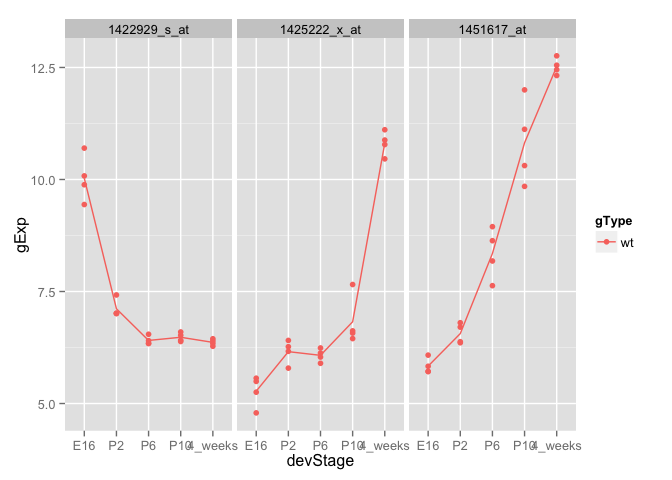 1422929_s_at 1425222_x_at 1451617_at
12.5
10.0
7.5
5.0
gExp
E16 P2 P6 P10 4_weeks E16 P2 P6 P10 4_weeks E16 P2 P6 P10 4_weeks
devStage
gType
wt